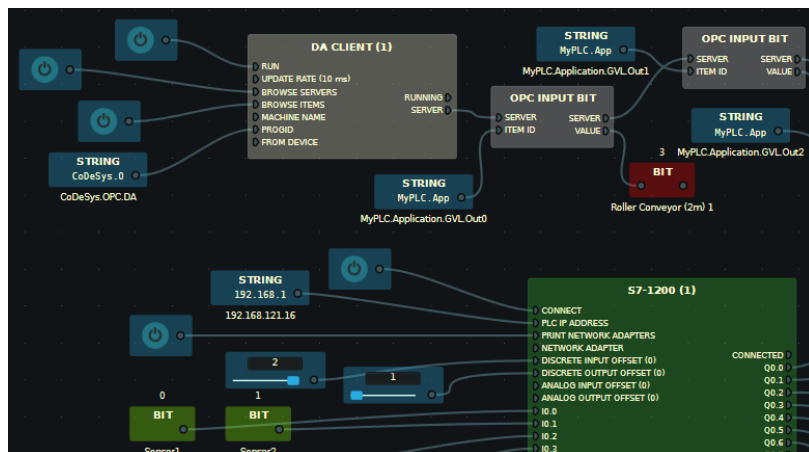 DA CLIENT (1)
RUN
UPDATE RATE (10 ms)
BROWSE SERVERS
BROWSE ITEMS
MACHINE NAME
PROGID
FROM DEVICE
RUNNING
SERVER
STRING
CoDeSys.O
CoDeSys.OPC.DA
STRING
MyPLC.App
MyPLC.Application.GVL.Out0
OPC INPUT BIT
SERVER
ITEM ID
SERVER
VALUE
STRING
MyPLC.App
MyPLC.Application.GVL.Out1
OPC INPUT BIT
SERVER
ITEM ID
SERVER
VALUE
STRING
MyPLC.App
MyPLC.Application.GVL.Out2
3
BIT
Roller Conveyor (2m) 1
STRING
192.168.1
192.168.121.16
2
1
0
BIT
Sensor1
1
BIT
Sensor2
S7-1200 (1)
CONNECT
PLC IP ADDRESS
PRINT NETWORK ADAPTERS
NETWORK ADAPTER
DISCRETE INPUT OFFSET (0)
DISCRETE OUTPUT OFFSET (0)
ANALOG INPUT OFFSET (0)
ANALOG OUTPUT OFFSET (0)
I0.0
I0.1
I0.2
I0.3
CONNECTED
Q0.0
Q0.1
Q0.2
Q0.3
Q0.4
Q0.5
Q0.6